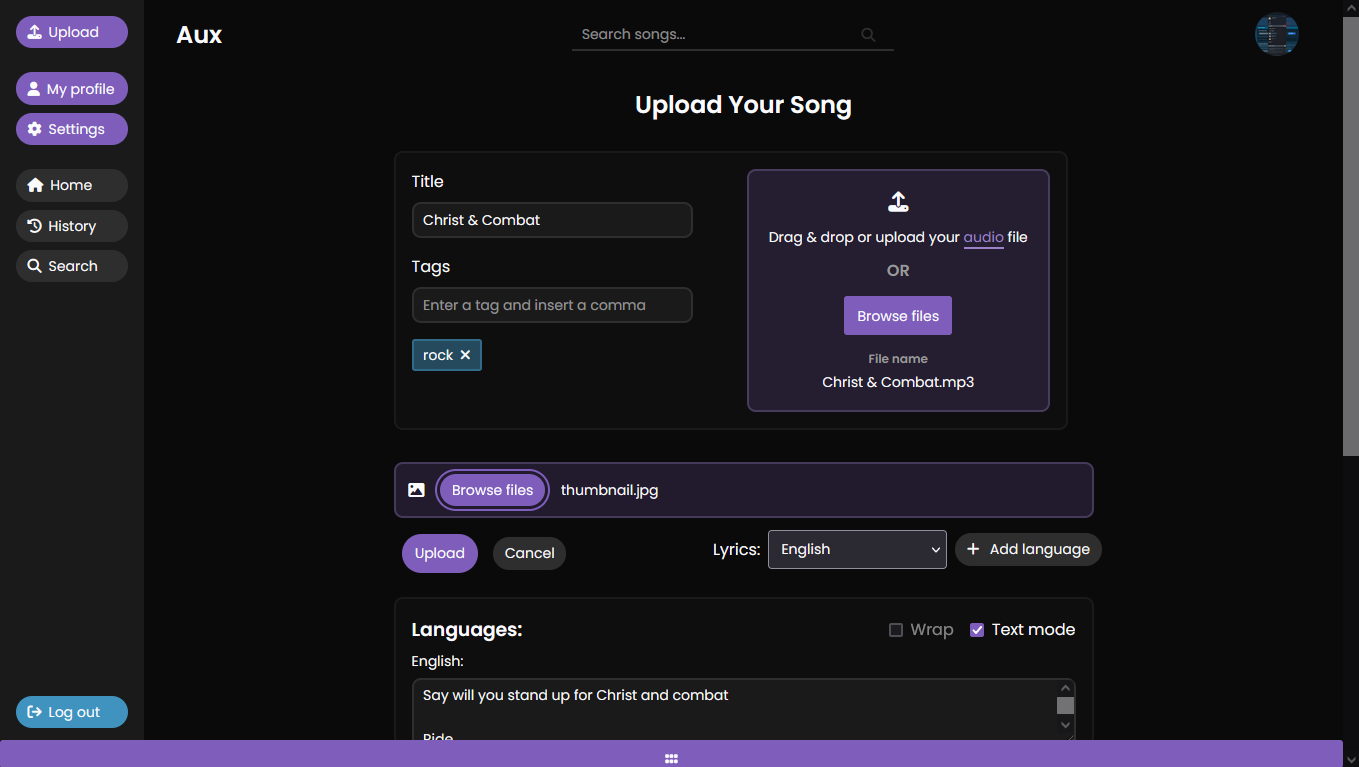 Upload
My profile
Settings
Home
History
Search
Log out
Aux
Search songs...
Upload Your Song
Title
Christ & Combat
Tags
Enter a tag and insert a comma
rock
Drag & drop or upload your audio file
OR
Browse files
File name
Christ & Combat.mp3
Browse files thumbnail.jpg
Upload Cancel Lyrics: English Add language
Languages: Wrap Text mode
English:
Say will you stand up for Christ and combat
Ride